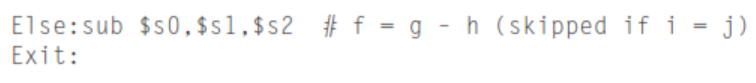 Else:sub $s0,$s1,$s2  # f = g - h (skipped if i = j)
Exit: